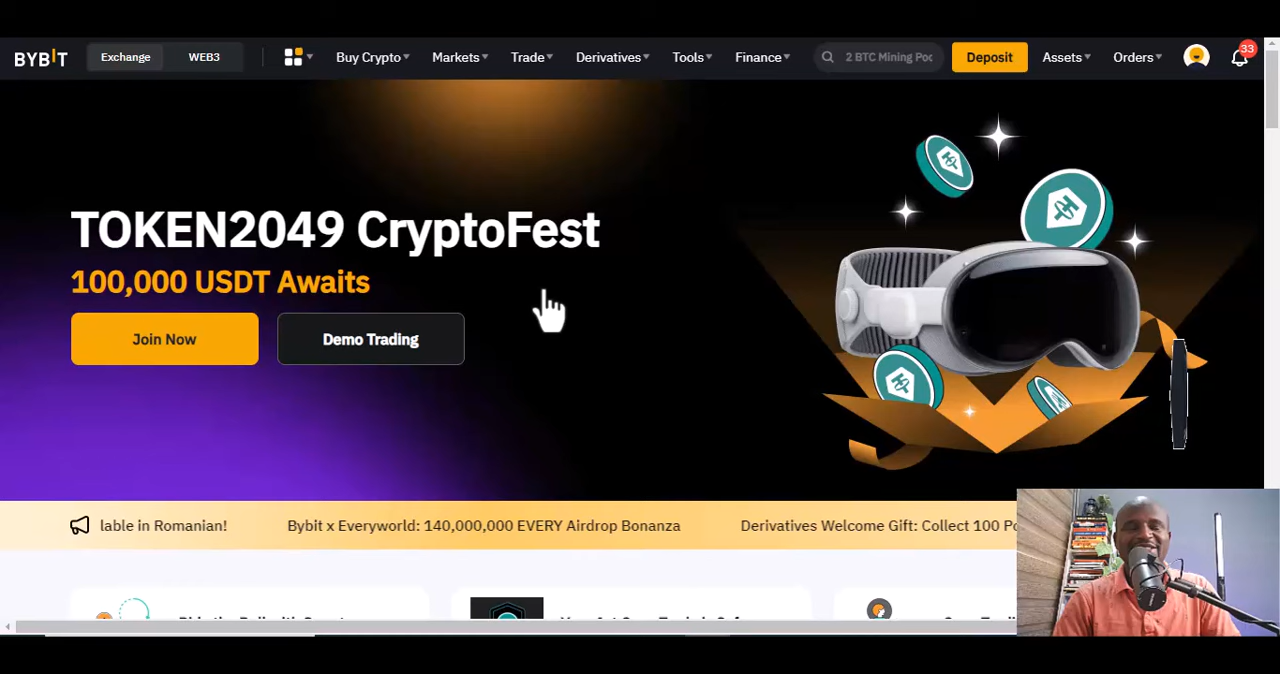 BYBIT Exchange WEB3 Buy Crypto Markets Trade Derivatives Tools Finance 2 BTC Mining Poc Deposit Assets Orders 33
TOKEN2049 CryptoFest
100,000 USDT Awaits
Join Now Demo Trading
lable in Romanian! Bybit x Everyworld: 140,000,000 EVERY Airdrop Bonanza Derivatives Welcome Gift: Collect 100 Po